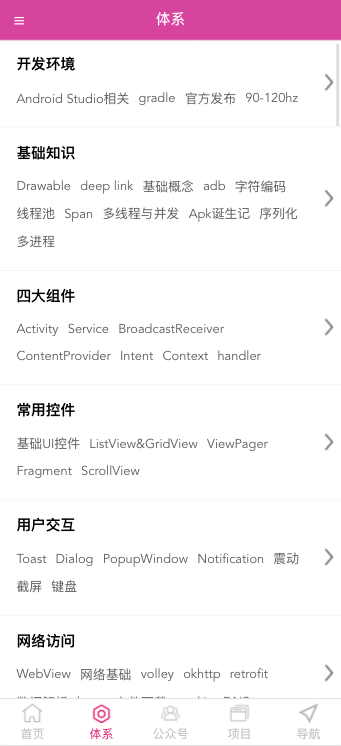 体系
开发环境
Android Studio相关 gradle 官方发布 90-120hz
基础知识
Drawable deep link 基础概念 adb 字符编码
线程池 Span 多线程与并发 Apk诞生记 序列化
多进程
四大组件
Activity Service BroadcastReceiver
ContentProvider Intent Context handler
常用控件
基础UI控件 ListView&GridView ViewPager
Fragment ScrollView
用户交互
Toast Dialog PopupWindow Notification 震动
截屏 键盘
网络访问
WebView 网络基础 volley okhttp retrofit
首页 体系 公众号 项目 导航